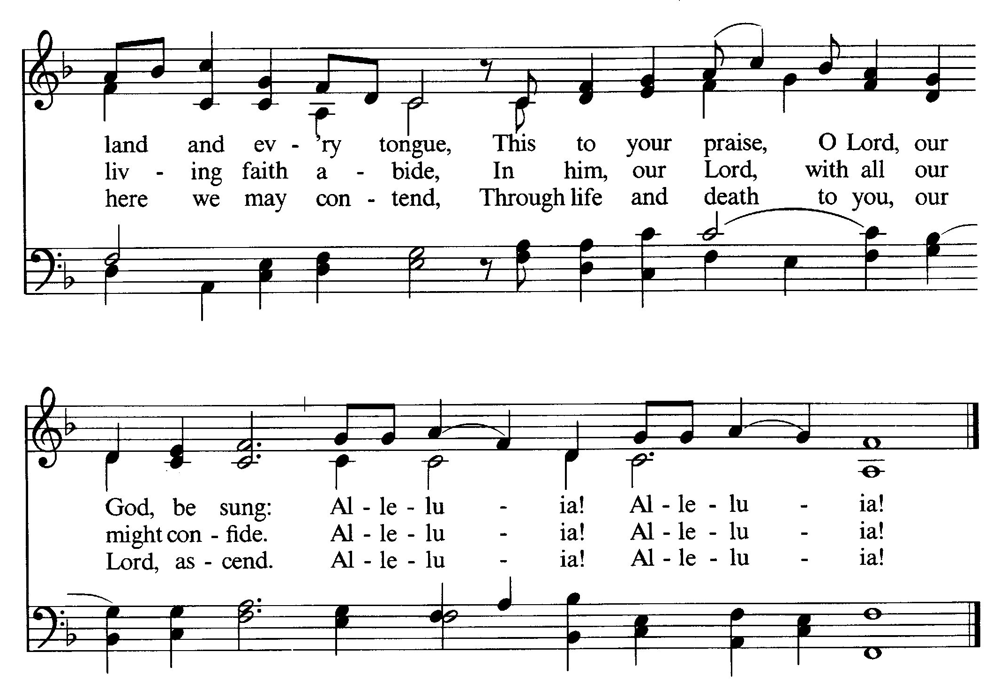 land and ev - 'ry tongue, This to your praise, O Lord, our
liv - ing faith a - bide, In him, our Lord, with all our
here we may con - tend, Through life and death to you, our
God, be sung: Al - le - lu - ia! Al - le - lu - ia!
might con - fide. Al - le - lu - ia! Al - le - lu - ia!
Lord, as - cend. Al - le - lu - ia! Al - le - lu - ia!